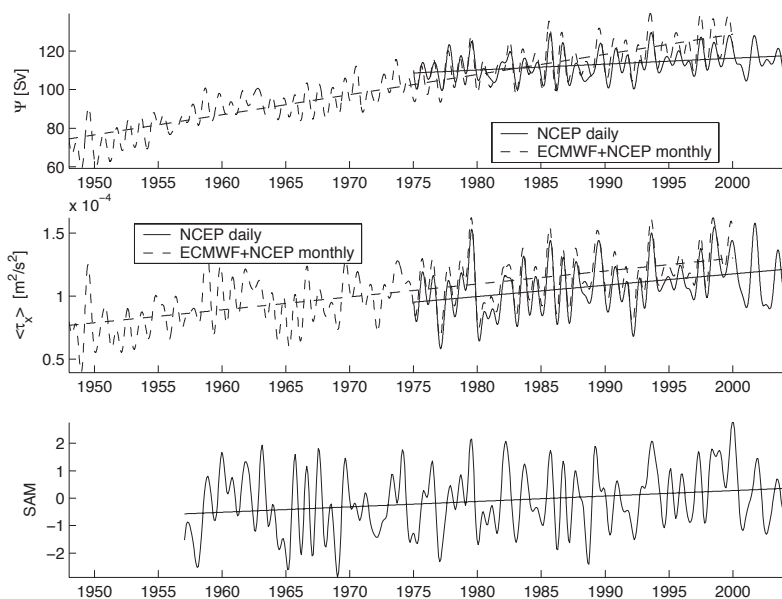 120
100
80
60
Ψ [Sv]
NCEP daily
ECMWF+NCEP monthly
1950 1955 1960 1965 1970 1975 1980 1985 1990 1995 2000
x 10⁻⁴
1.5
1
0.5
<τₓ> [m²/s²]
NCEP daily
ECMWF+NCEP monthly
1950 1955 1960 1965 1970 1975 1980 1985 1990 1995 2000
2
1
0
−1
−2
SAM
1950 1955 1960 1965 1970 1975 1980 1985 1990 1995 2000